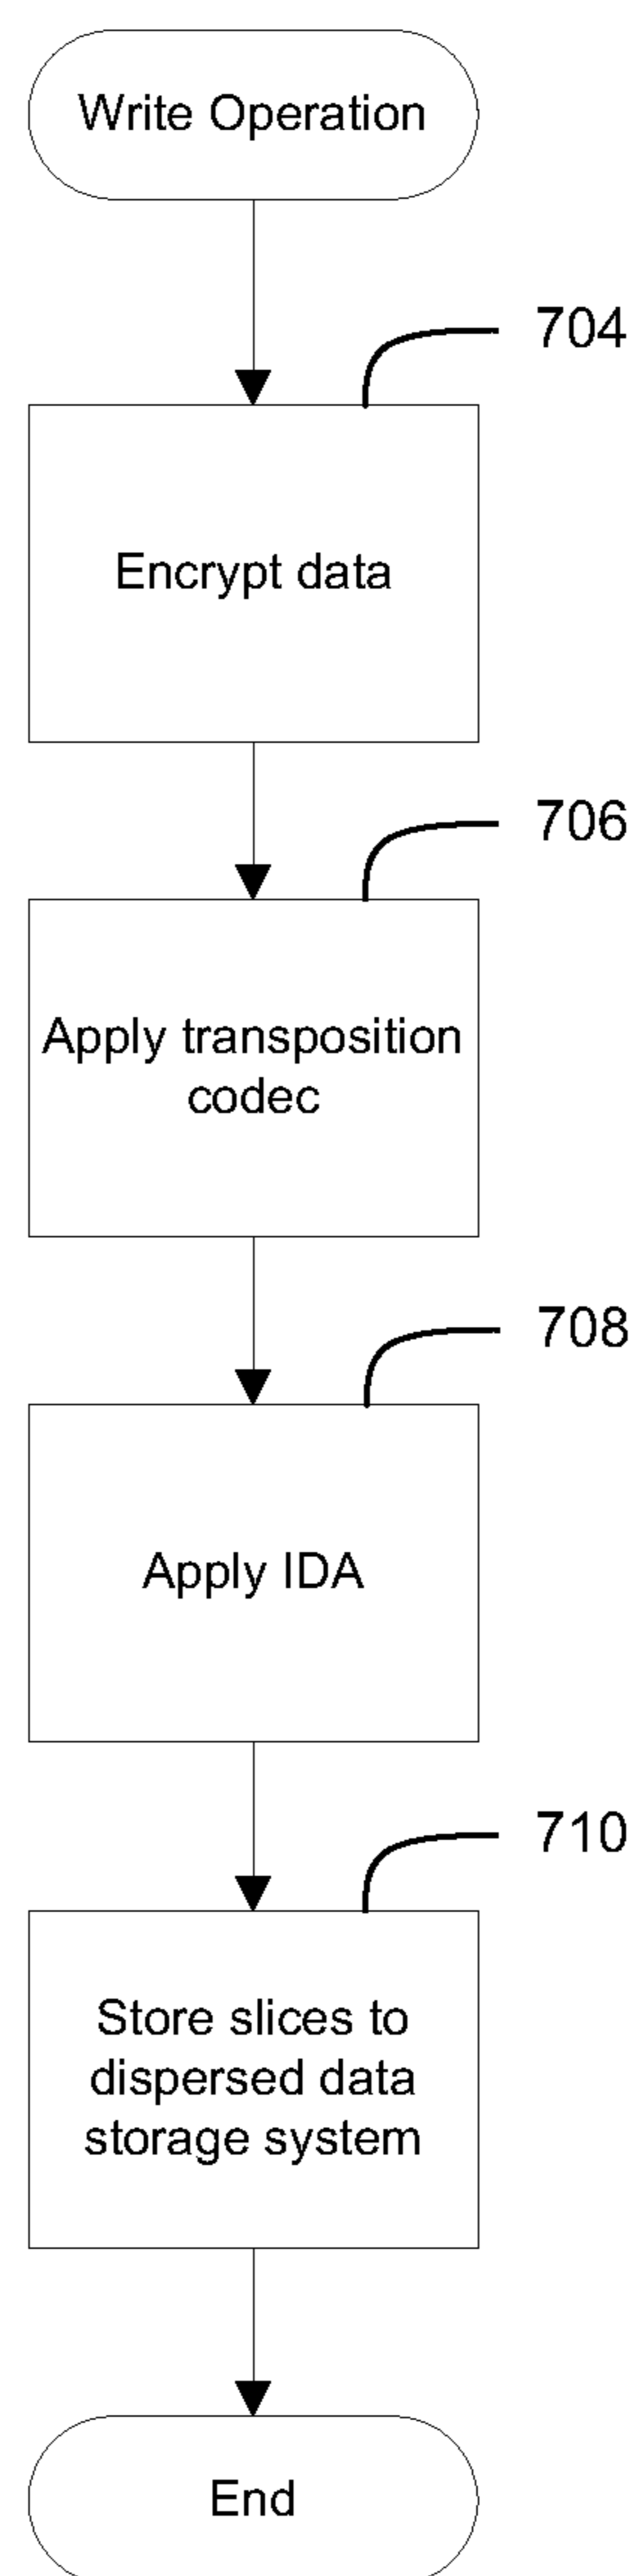 Write Operation
704
Encrypt data
706
Apply transposition
codec
708
Apply IDA
710
Store slices to
dispersed data
storage system
End